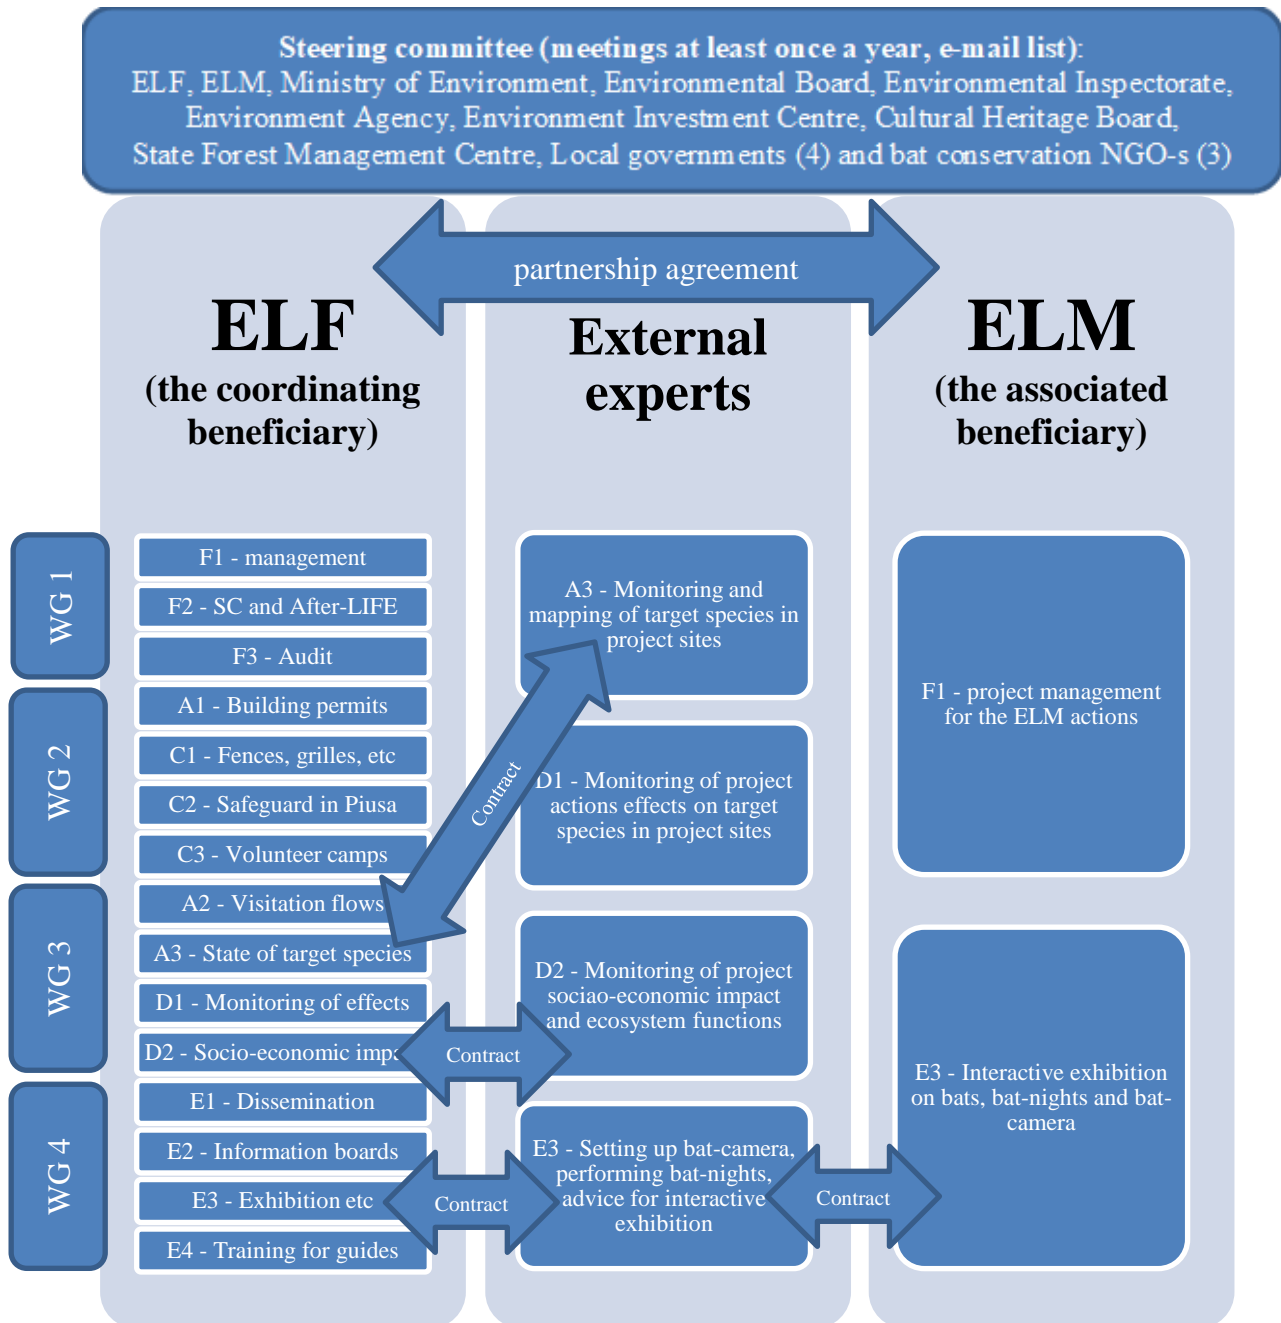 Steering committee (meetings at least once a year, e-mail list):
ELF, ELM, Ministry of Environment, Environmental Board, Environmental Inspectorate,
Environment Agency, Environment Investment Centre, Cultural Heritage Board,
State Forest Management Centre, Local governments (4) and bat conservation NGO-s (3)
partnership agreement
ELF
(the coordinating
beneficiary)
External
experts
ELM
(the associated
beneficiary)
WG 1
F1 - management
F2 - SC and After-LIFE
F3 - Audit
WG 2
A1 - Building permits
C1 - Fences, grilles, etc
C2 - Safeguard in Piusa
C3 - Volunteer camps
WG 3
A2 - Visitation flows
A3 - State of target species
D1 - Monitoring of effects
D2 - Socio-economic impa
WG 4
E1 - Dissemination
E2 - Information boards
E3 - Exhibition etc
E4 - Training for guides
Contract
Contract
Contract
A3 - Monitoring and
mapping of target species in
project sites
D1 - Monitoring of project
actions effects on target
species in project sites
D2 - Monitoring of project
sociao-economic impact
and ecosystem functions
E3 - Setting up bat-camera,
performing bat-nights,
advice for interactive
exhibition
Contract
F1 - project management
for the ELM actions
E3 - Interactive exhibition
on bats, bat-nights and bat-
camera